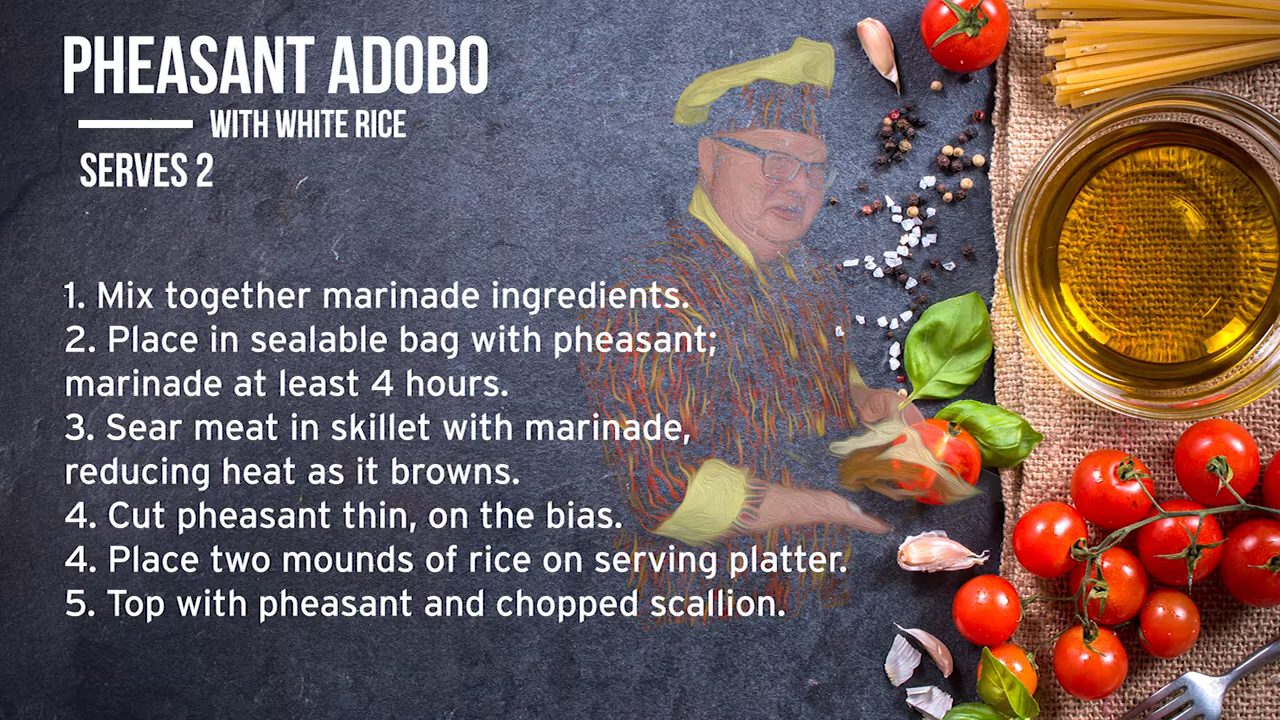 PHEASANT ADOBO
WITH WHITE RICE
SERVES 2
1. Mix together marinade ingredients.
2. Place in sealable bag with pheasant;
marinade at least 4 hours.
3. Sear meat in skillet with marinade,
reducing heat as it browns.
4. Cut pheasant thin, on the bias.
4. Place two mounds of rice on serving platter.
5. Top with pheasant and chopped scallion.